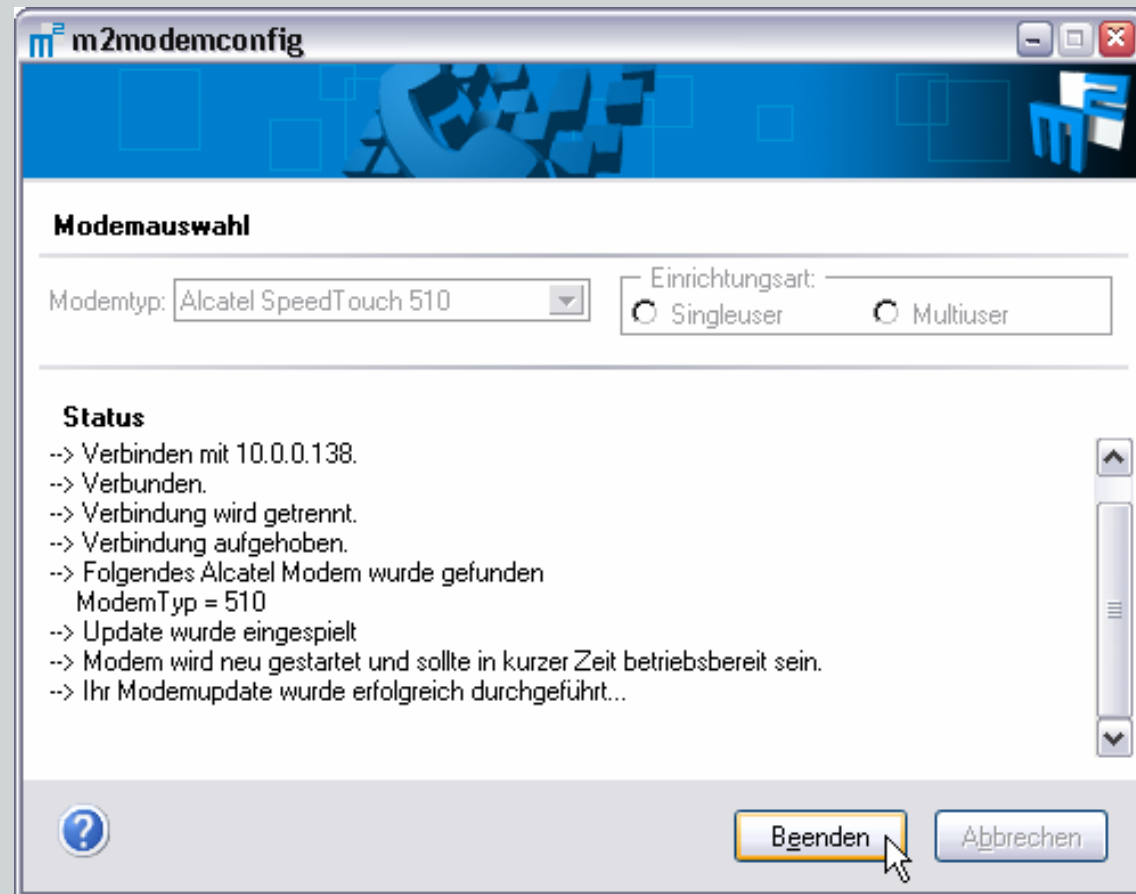 m² m2modemconfig
m²
Modemauswahl
Einrichtungsart:
Modemtyp: Alcatel SpeedTouch 510 Singleuser Multiuser
Status
--> Verbinden mit 10.0.0.138.
--> Verbunden.
--> Verbindung wird getrennt.
--> Verbindung aufgehoben.
--> Folgendes Alcatel Modem wurde gefunden
ModemTyp = 510
--> Update wurde eingespielt
--> Modem wird neu gestartet und sollte in kurzer Zeit betriebsbereit sein.
--> Ihr Modemupdate wurde erfolgreich durchgeführt...
? Beenden Abbrechen